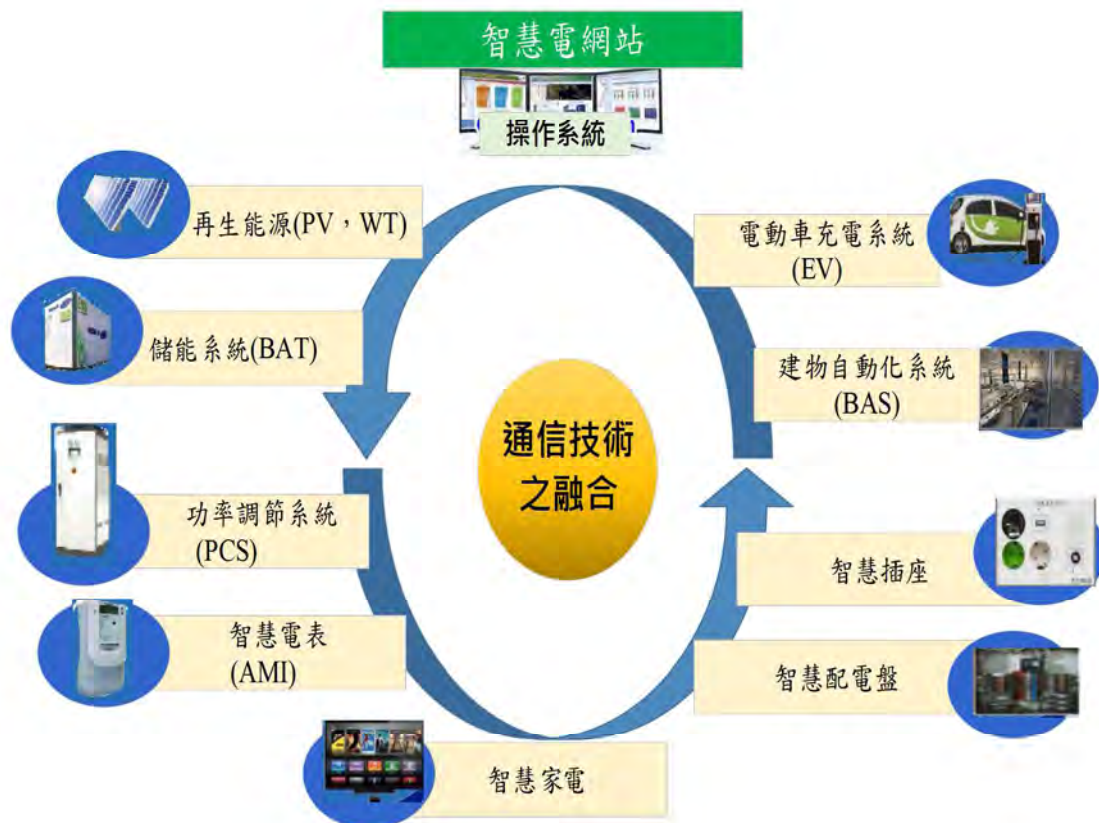 智慧電網站
操作系統
再生能源(PV，WT)
儲能系統(BAT)
功率調節系統
(PCS)
智慧電表
(AMI)
智慧家電
電動車充電系統
(EV)
建物自動化系統
(BAS)
智慧插座
智慧配電盤
通信技術
之融合